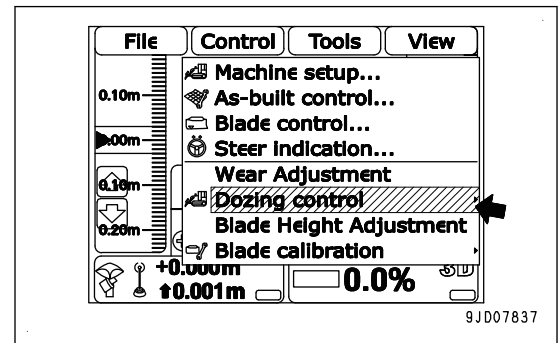 File Control Tools View
Machine setup...
0.10m As-built control...
Blade control...
0.00m Steer indication...
Wear Adjustment
0.10m Dozing control
0.20m Blade Height Adjustment
Blade calibration
+0.000m
0.001m 0.0% 3D
9JD07837